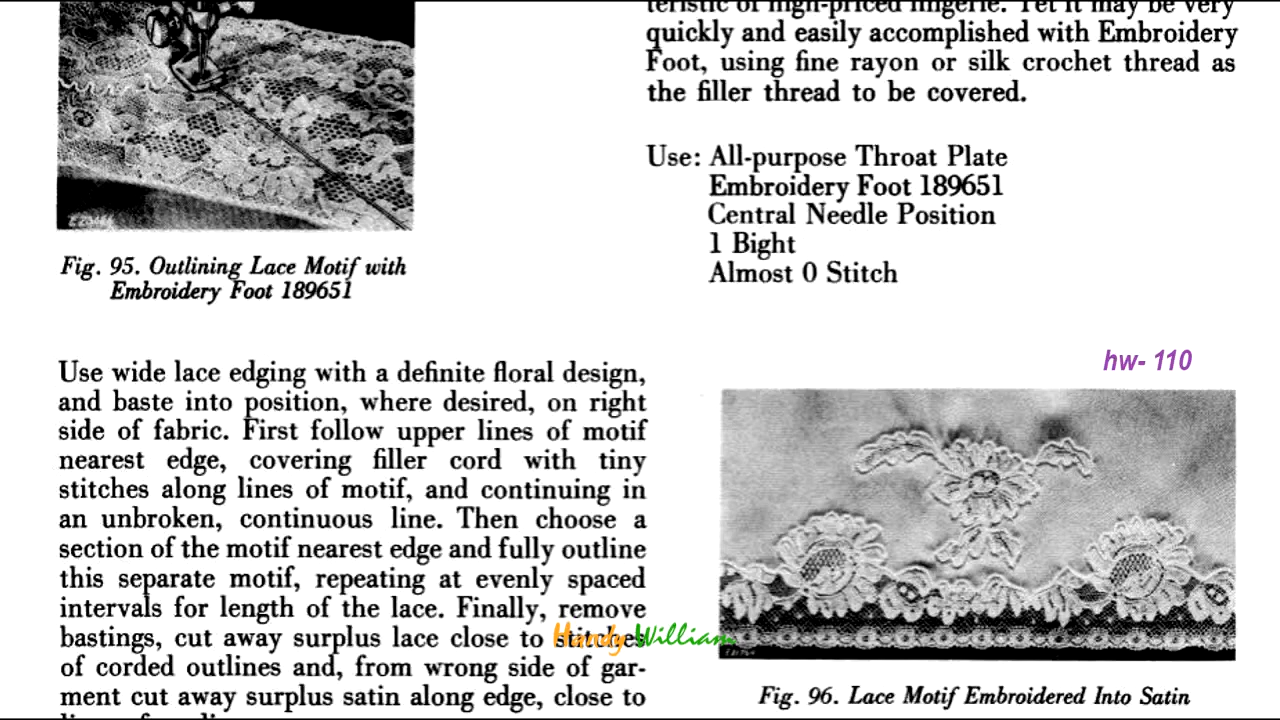 teristic of high-priced lingerie. Yet it may be very
quickly and easily accomplished with Embroidery
Foot, using fine rayon or silk crochet thread as
the filler thread to be covered.
Use: All-purpose Throat Plate
Embroidery Foot 189651
Central Needle Position
1 Bight
Almost 0 Stitch
Fig. 95. Outlining Lace Motif with
Embroidery Foot 189651
Use wide lace edging with a definite floral design,
and baste into position, where desired, on right
side of fabric. First follow upper lines of motif
nearest edge, covering filler cord with tiny
stitches along lines of motif, and continuing in
an unbroken, continuous line. Then choose a
section of the motif nearest edge and fully outline
this separate motif, repeating at evenly spaced
intervals for length of the lace. Finally, remove
bastings, cut away surplus lace close to stitches
of corded outlines and, from wrong side of gar-
ment cut away surplus satin along edge, close to
hw- 110
Handy William
Fig. 96. Lace Motif Embroidered Into Satin